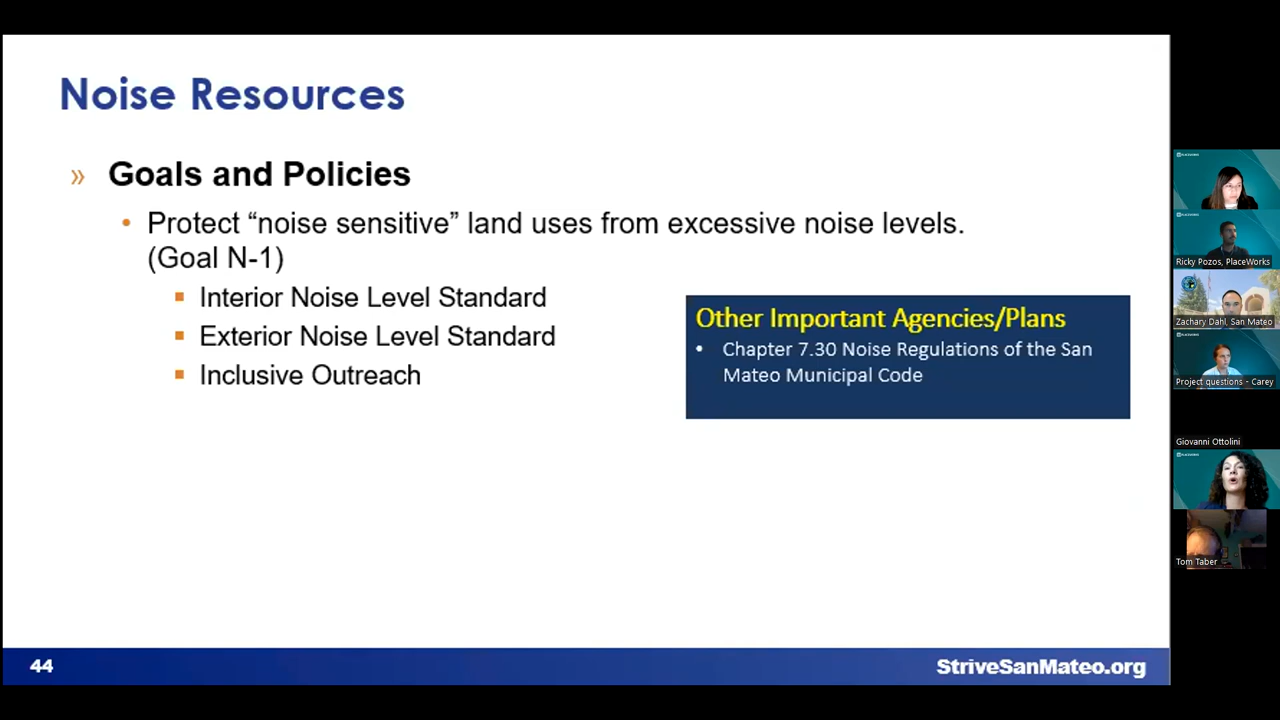 Noise Resources
» Goals and Policies
• Protect “noise sensitive” land uses from excessive noise levels.
(Goal N-1)
▪ Interior Noise Level Standard
▪ Exterior Noise Level Standard
▪ Inclusive Outreach
Other Important Agencies/Plans
• Chapter 7.30 Noise Regulations of the San
Mateo Municipal Code
44
StriveSanMateo.org
Ricky Pozos, PlaceWorks
Zachary Dahl, San Mateo
Project questions - Carey
Giovanni Ottolini
Tom Taber